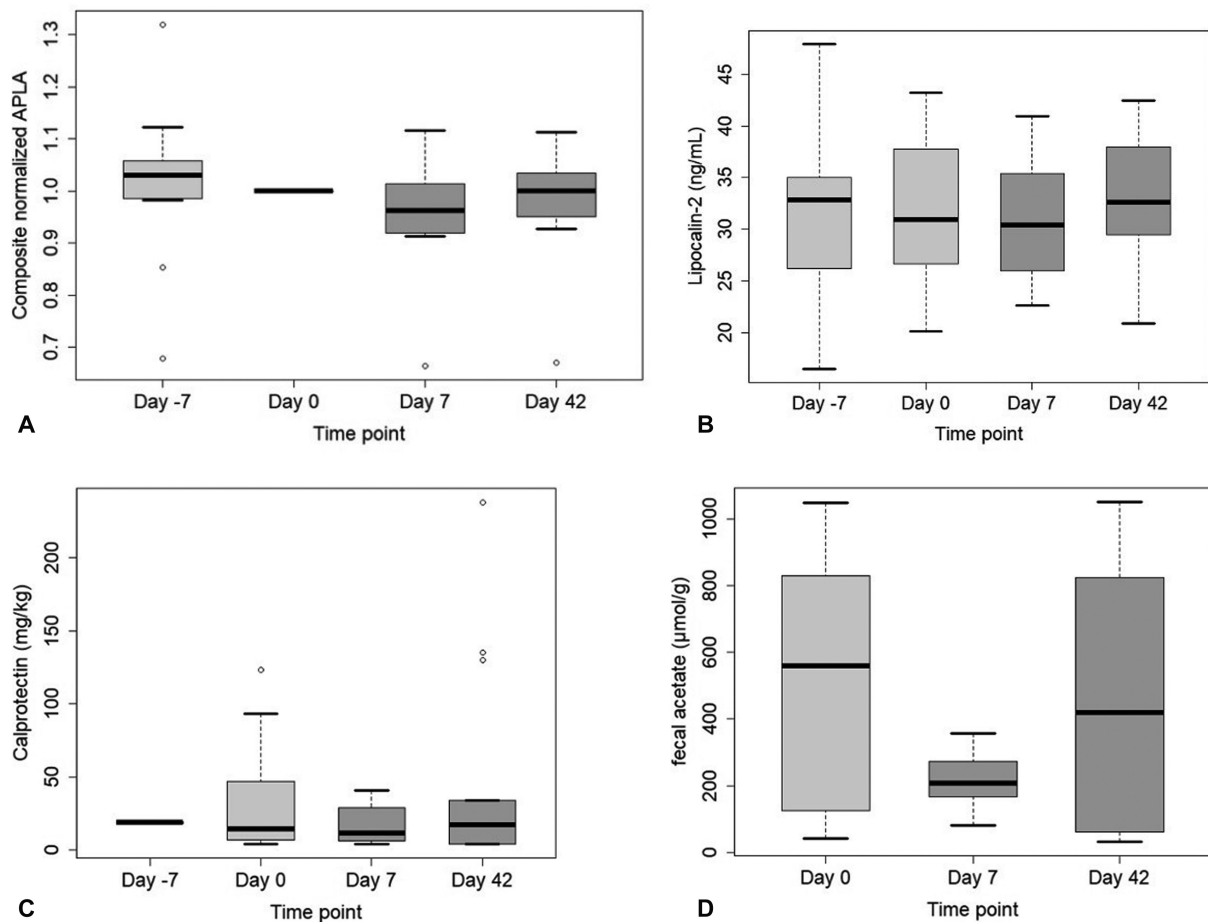 Composite normalized APLA
1.3
1.2
1.1
1.0
0.9
0.8
0.7
Day -7 Day 0 Day 7 Day 42
Time point
A
Lipocalin-2 (ng/mL)
45
40
35
30
25
20
Day -7 Day 0 Day 7 Day 42
Time point
B
Calprotectin (mg/kg)
200
150
100
50
0
Day -7 Day 0 Day 7 Day 42
Time point
C
fecal acetate (µmol/g)
1000
800
600
400
200
0
Day 0 Day 7 Day 42
Time point
D